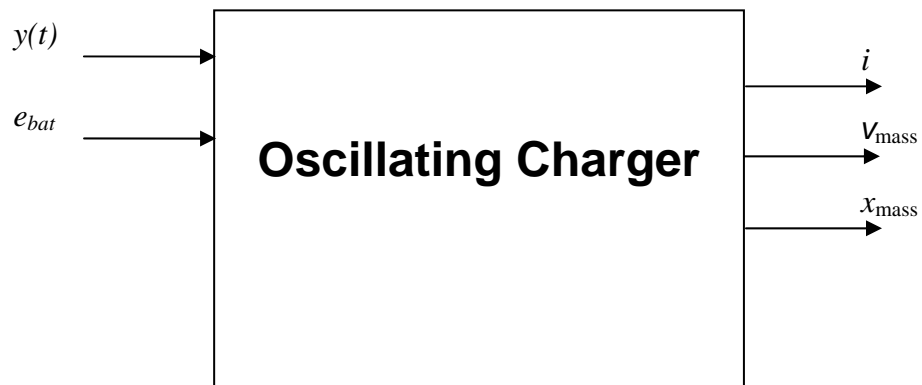 y(t)
i
e_bat
v_mass
Oscillating Charger
x_mass